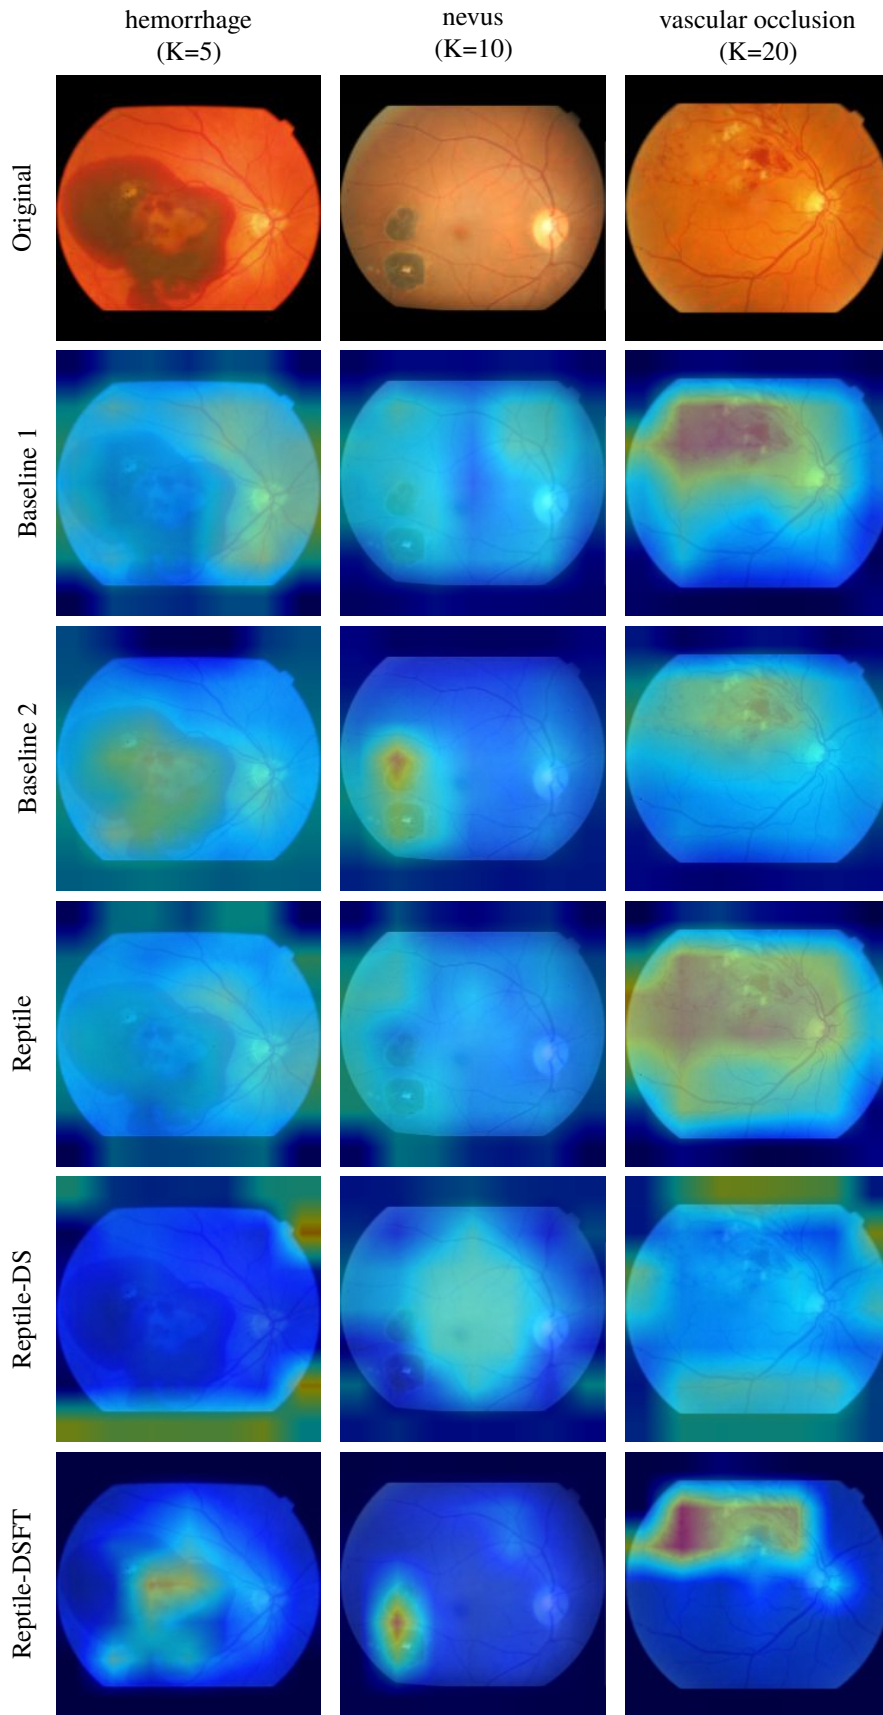 hemorrhage
(K=5)
nevus
(K=10)
vascular occlusion
(K=20)
Original
Baseline 1
Baseline 2
Reptile
Reptile-DS
Reptile-DSFT